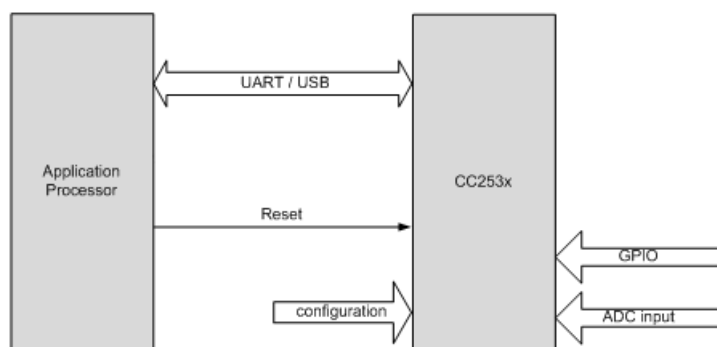 UART / USB
Application
Processor
CC253x
Reset
GPIO
configuration
ADC input